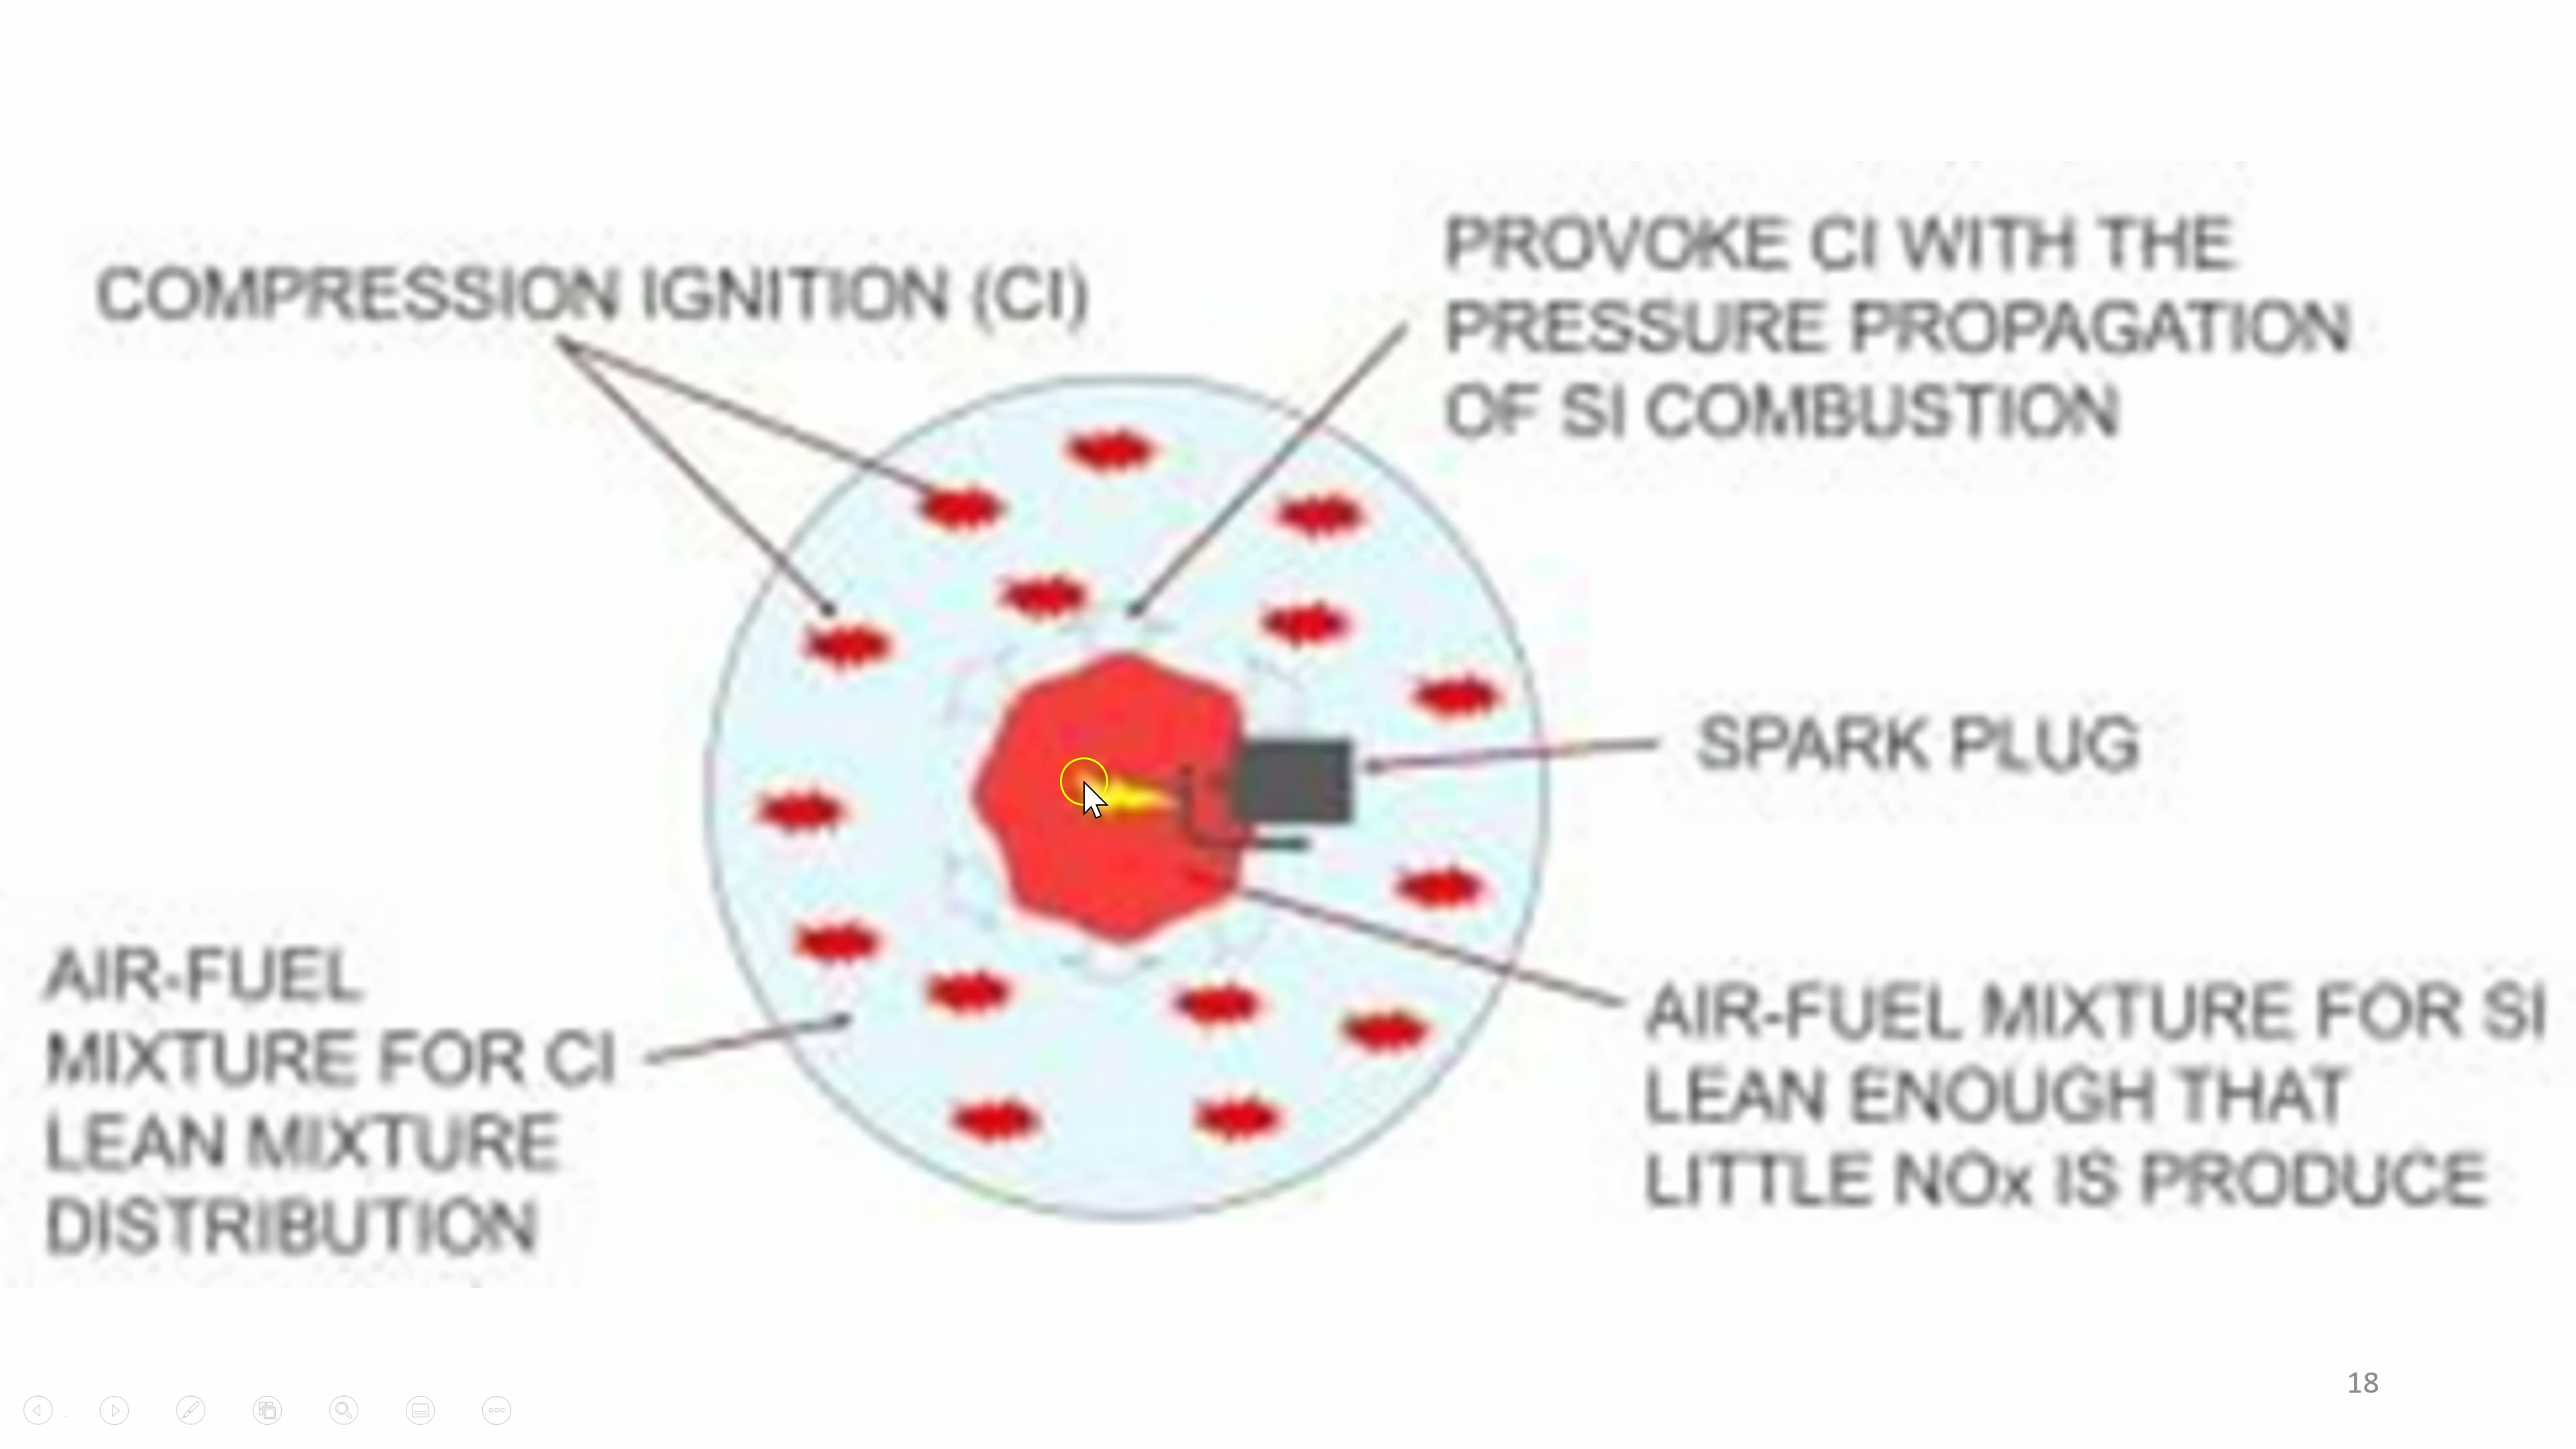 COMPRESSION IGNITION (CI)
PROVOKE CI WITH THE
PRESSURE PROPAGATION
OF SI COMBUSTION
SPARK PLUG
AIR-FUEL
MIXTURE FOR CI
LEAN MIXTURE
DISTRIBUTION
AIR-FUEL MIXTURE FOR SI
LEAN ENOUGH THAT
LITTLE NOx IS PRODUCE
18